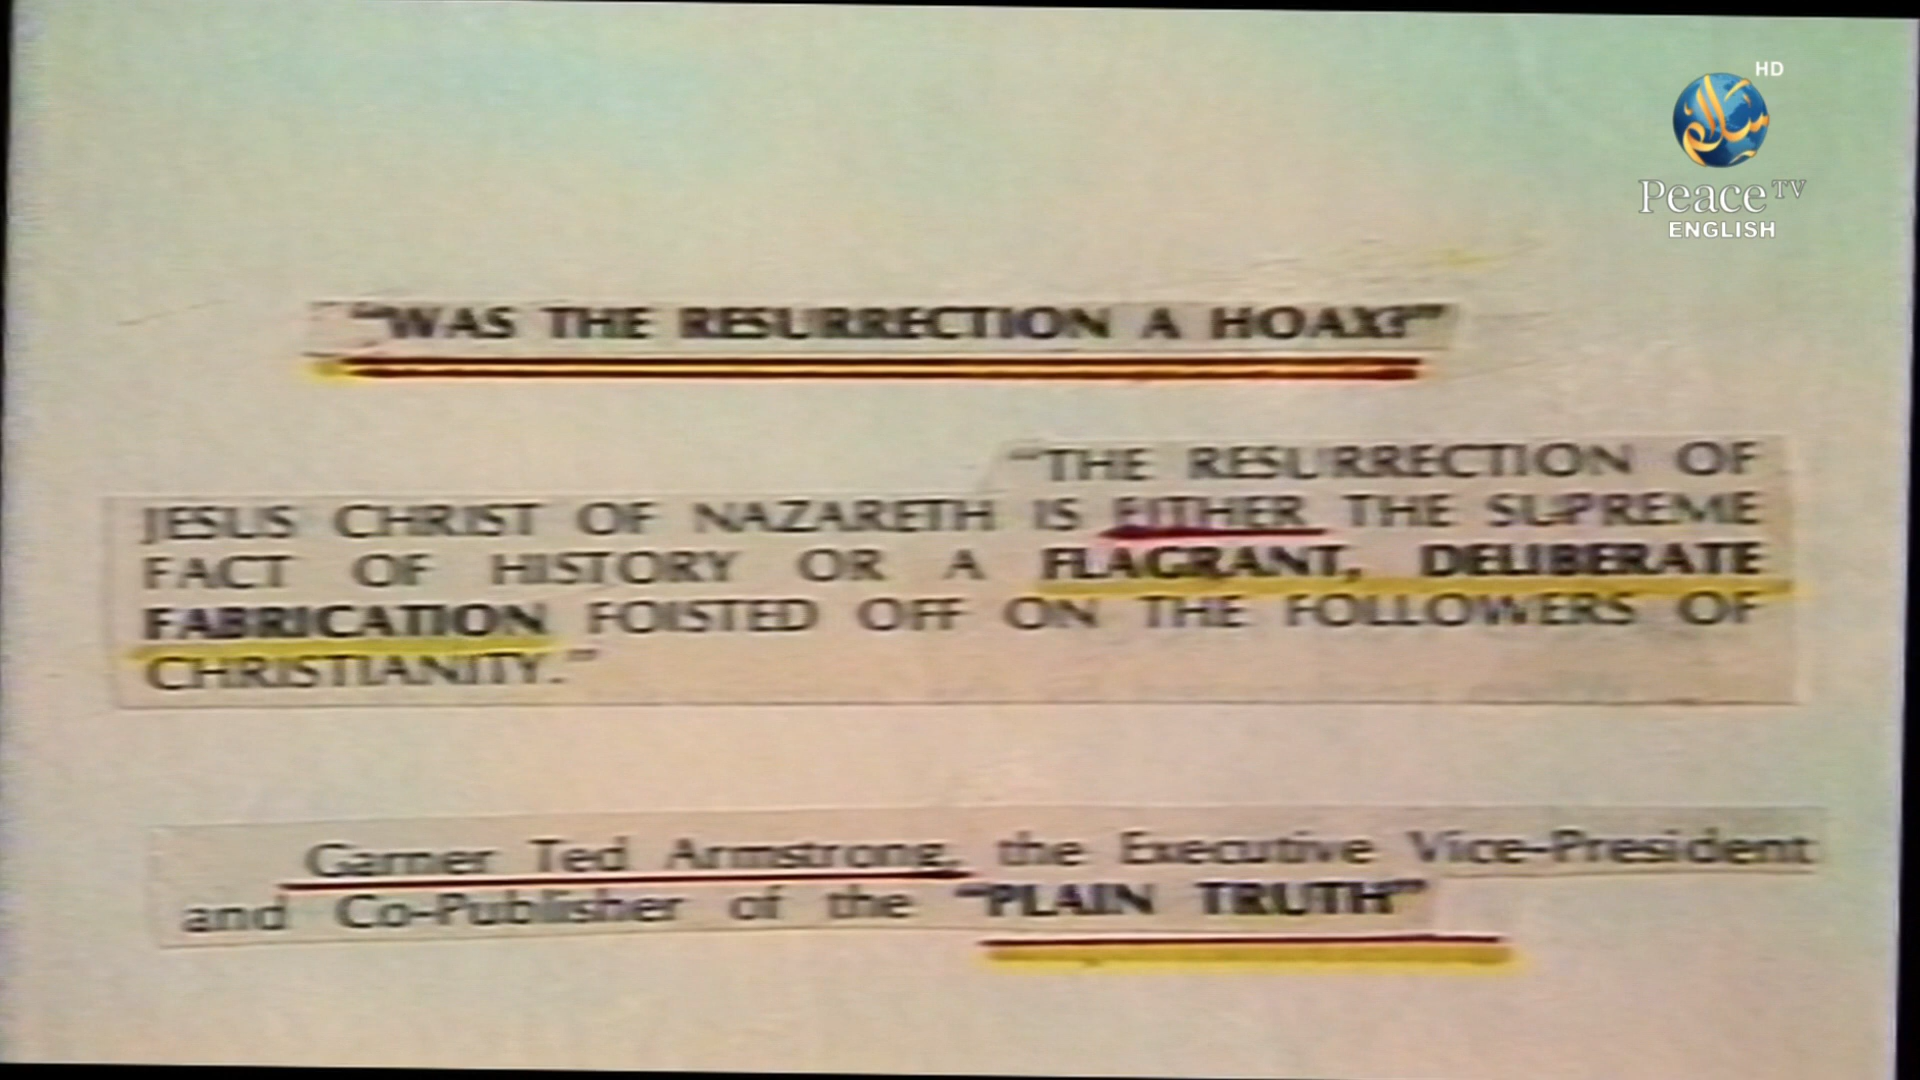 HD
سلام
Peace TV
ENGLISH
"WAS THE RESURRECTION A HOAX?"
"THE RESURRECTION OF
JESUS CHRIST OF NAZARETH IS EITHER THE SUPREME
FACT OF HISTORY OR A FLAGRANT, DELIBERATE
FABRICATION FOISTED OFF ON THE FOLLOWERS OF
CHRISTIANITY."
Garner Ted Armstrong, the Executive Vice-President
and Co-Publisher of the "PLAIN TRUTH"